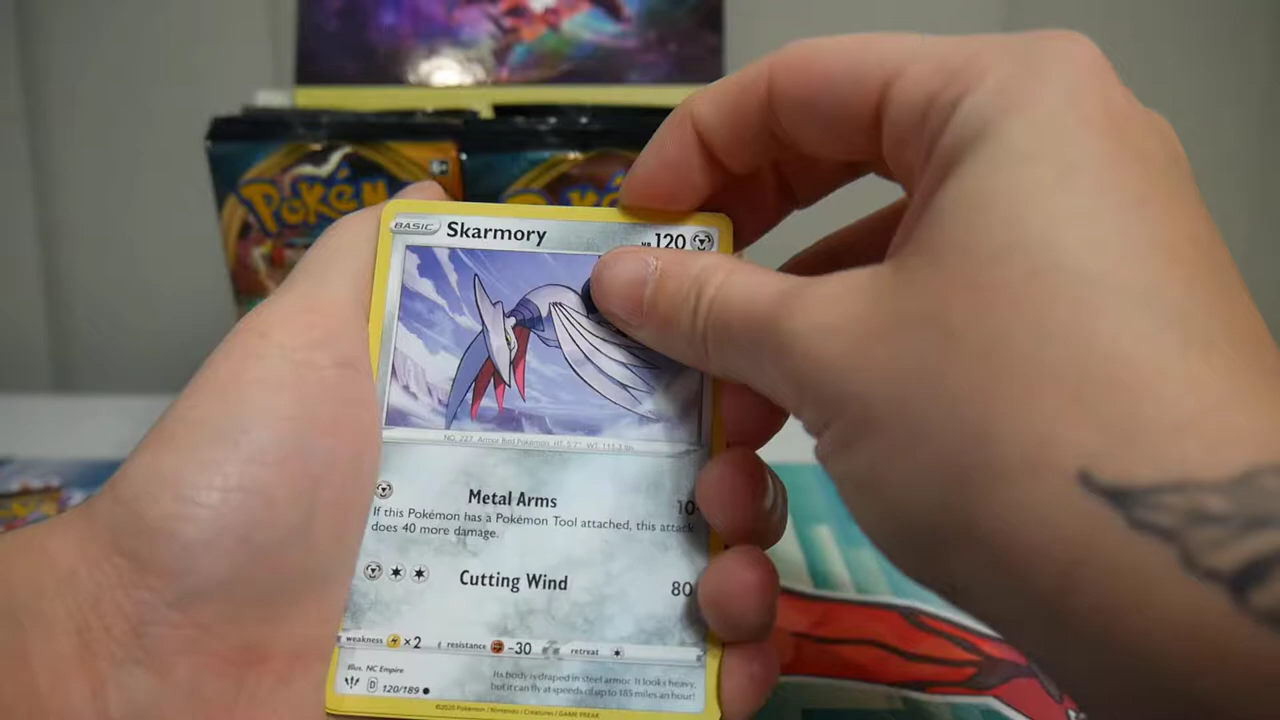 POKÉM
POK
BASIC Skarmory HP 120
NO. 227 Armor Bird Pokémon HT: 5'7" WT: 111.3 lbs.
Metal Arms 10
If this Pokémon has a Pokémon Tool attached, this attack
does 40 more damage.
Cutting Wind 80
weakness ×2 resistance -30 retreat
Illus. NC Empire
D 120/189
Its body is draped in steel armor. It looks heavy,
but it can fly at speeds of up to 185 miles an hour!
©2020 Pokémon / Nintendo / Creatures / GAME FREAK